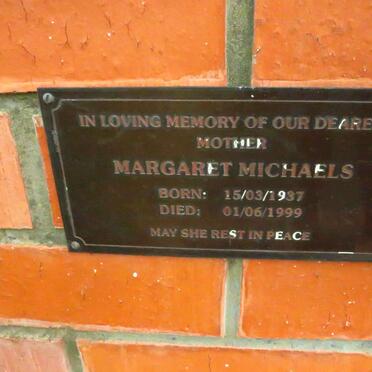 IN LOVING MEMORY OF OUR DEARE
MOTHER
MARGARET MICHAELS
BORN: 15/03/1937
DIED: 01/06/1999
MAY SHE REST IN PEACE